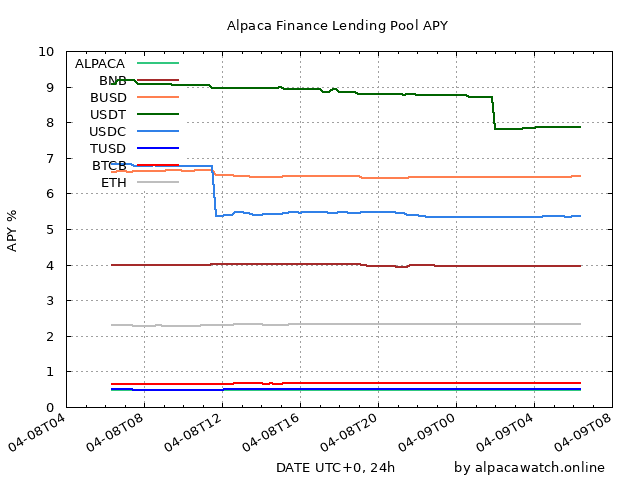 Alpaca Finance Lending Pool APY
10
9
8
7
6
5
4
3
2
1
0
APY %
ALPACA
BNB
BUSD
USDT
USDC
TUSD
BTCB
ETH
04-08T04
04-08T08
04-08T12
04-08T16
04-08T20
04-09T00
04-09T04
04-09T08
DATE UTC+0, 24h
by alpacawatch.online